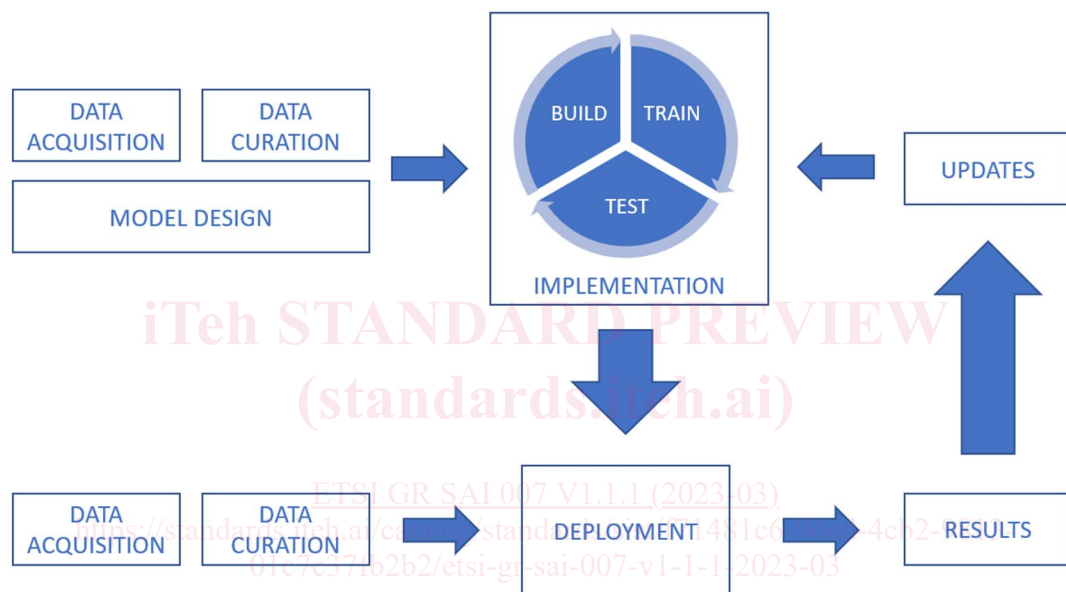 DATA
ACQUISITION
DATA
CURATION
MODEL DESIGN
BUILD
TRAIN
TEST
IMPLEMENTATION
UPDATES
iTeh STANDARD PREVIEW
(standards.iteh.ai)
DATA
ACQUISITION
DATA
CURATION
ETSI GR SAI 007 V1.1.1 (2023-03)
DEPLOYMENT
RESULTS
01c7c37fb2b2/etsi-gr-sai-007-v1-1-1-2023-03